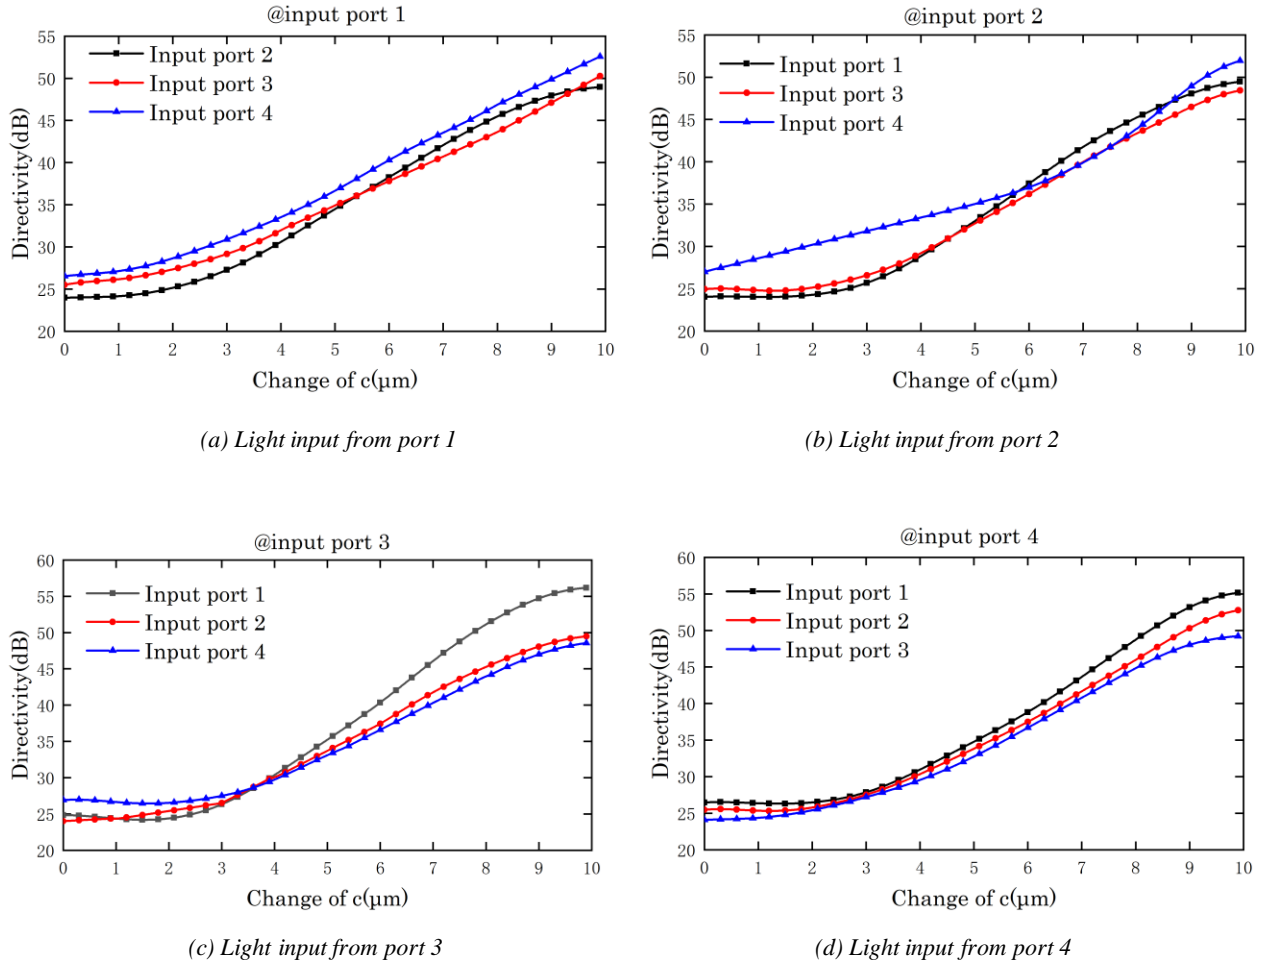 @input port 1
55
50
45
40
35
30
25
20
Directivity(dB)
Input port 2
Input port 3
Input port 4
0 1 2 3 4 5 6 7 8 9 10
Change of c(μm)
(a) Light input from port 1
@input port 2
55
50
45
40
35
30
25
20
Directivity(dB)
Input port 1
Input port 3
Input port 4
0 1 2 3 4 5 6 7 8 9 10
Change of c(μm)
(b) Light input from port 2
@input port 3
60
55
50
45
40
35
30
25
20
Directivity(dB)
Input port 1
Input port 2
Input port 4
0 1 2 3 4 5 6 7 8 9 10
Change of c(μm)
(c) Light input from port 3
@input port 4
60
55
50
45
40
35
30
25
20
Directivity(dB)
Input port 1
Input port 2
Input port 3
0 1 2 3 4 5 6 7 8 9 10
Change of c(μm)
(d) Light input from port 4